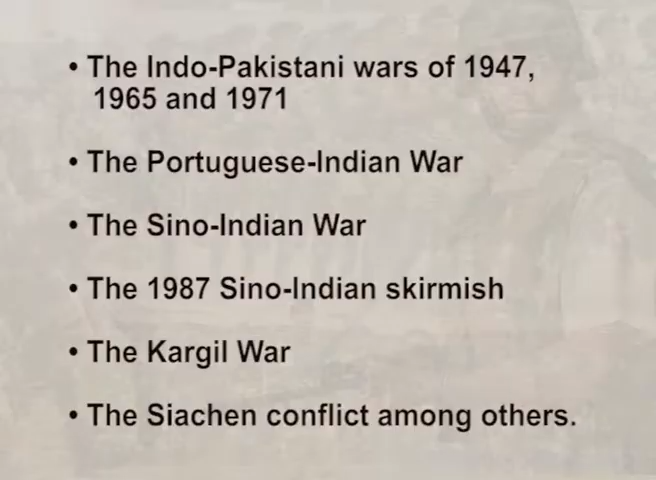 • The Indo-Pakistani wars of 1947,
1965 and 1971
• The Portuguese-Indian War
• The Sino-Indian War
• The 1987 Sino-Indian skirmish
• The Kargil War
• The Siachen conflict among others.